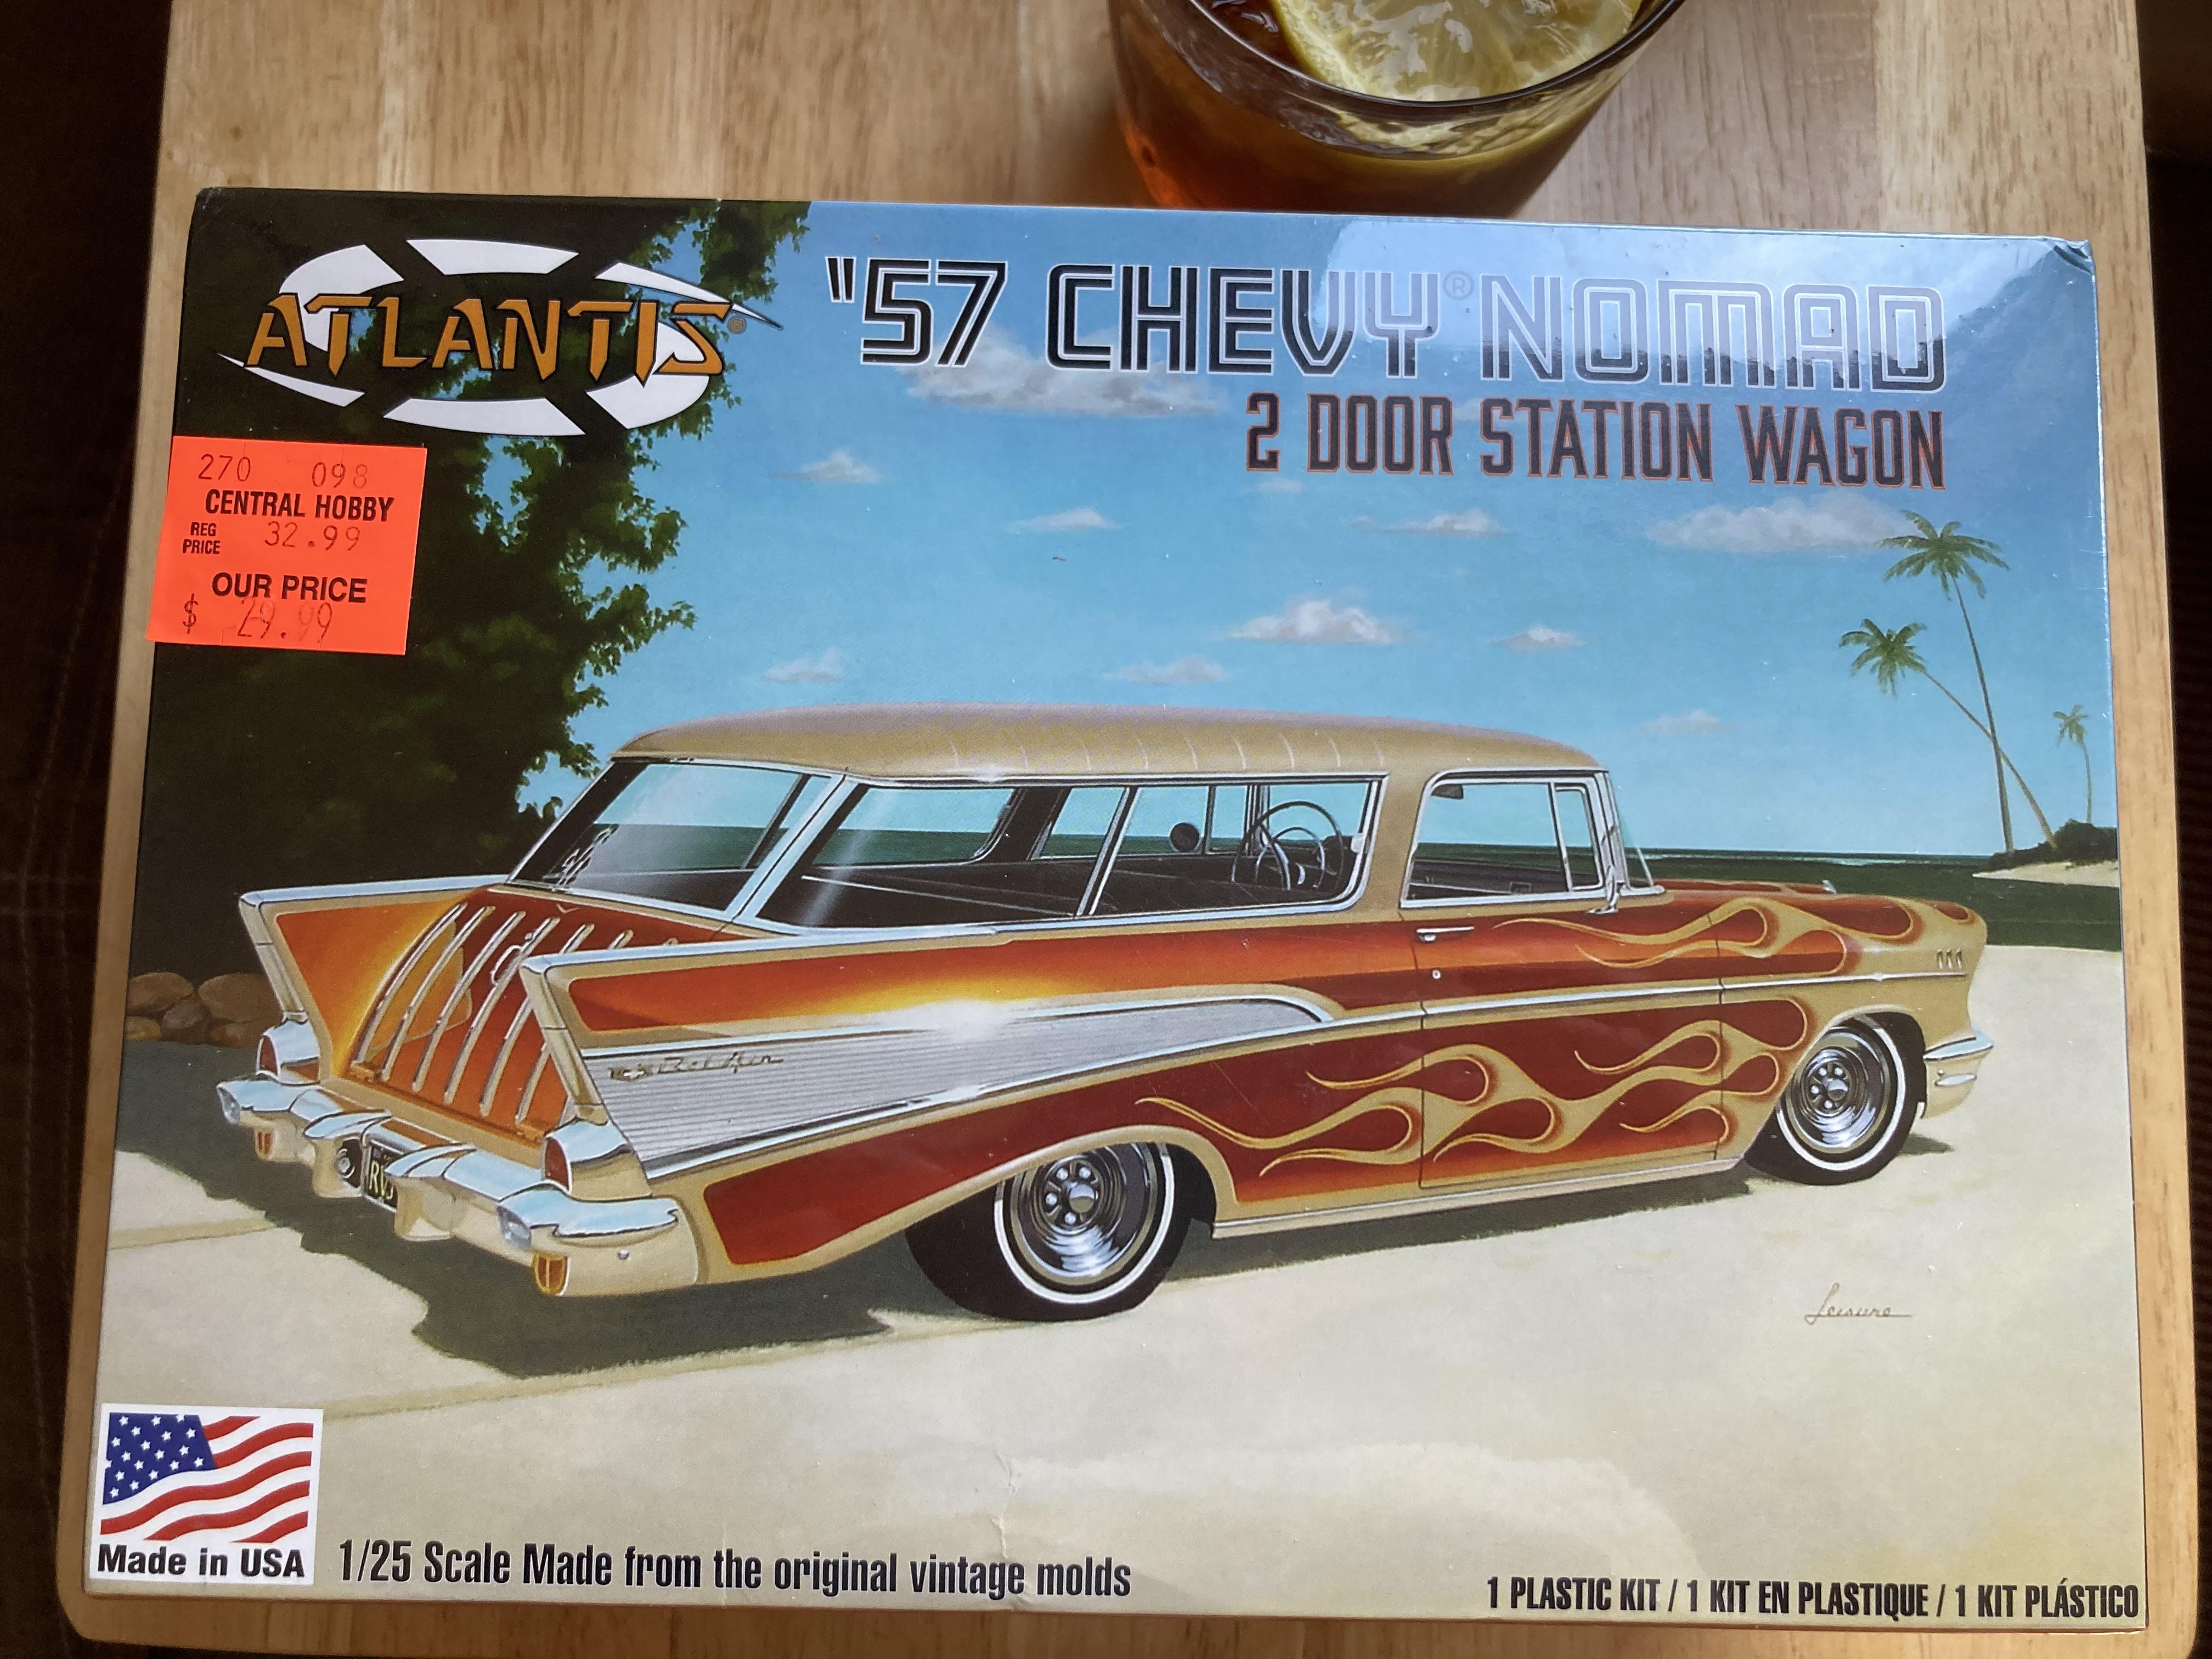 ATLANTIS®
"57 CHEVY® NOMAD
2 DOOR STATION WAGON
270 098
CENTRAL HOBBY
REG PRICE 32.99
OUR PRICE
$ 29.99
Bel Air
Leisure
Made in USA
1/25 Scale Made from the original vintage molds
1 PLASTIC KIT / 1 KIT EN PLASTIQUE / 1 KIT PLÁSTICO